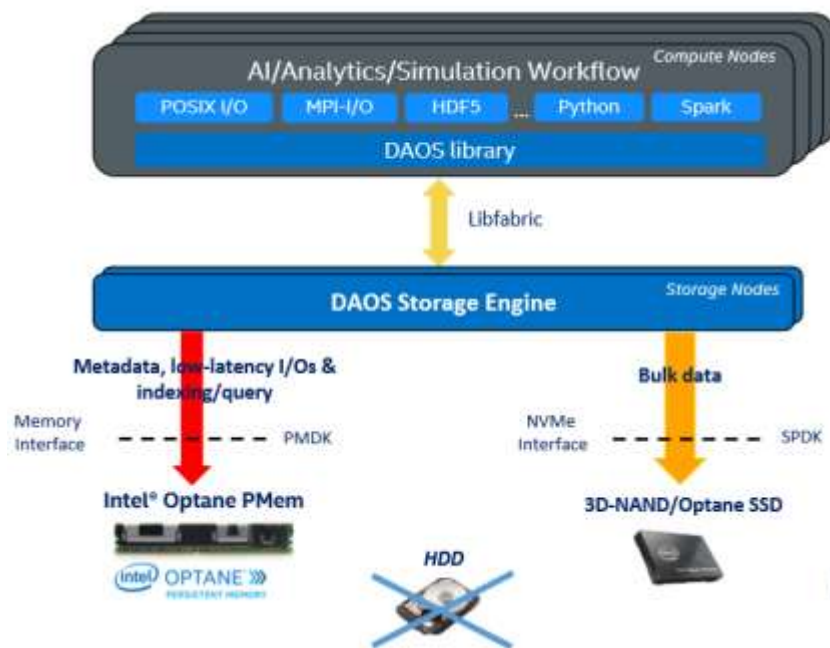 Compute Nodes
AI/Analytics/Simulation Workflow
POSIX I/O MPI-I/O HDF5 ... Python Spark
DAOS library
Libfabric
Storage Nodes
DAOS Storage Engine
Metadata, low-latency I/Os &
indexing/query
Bulk data
Memory
Interface
PMDK
NVMe
Interface
SPDK
Intel® Optane PMem
3D-NAND/Optane SSD
intel OPTANE
PERSISTENT MEMORY
HDD